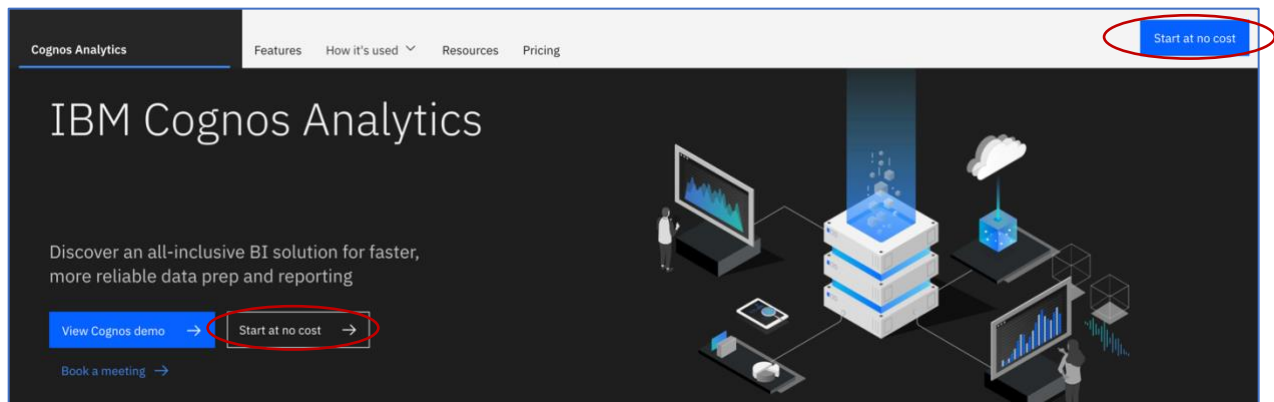 Cognos Analytics
Features
How it's used
Resources
Pricing
Start at no cost
IBM Cognos Analytics
Discover an all-inclusive BI solution for faster,
more reliable data prep and reporting
View Cognos demo →
Start at no cost →
Book a meeting →